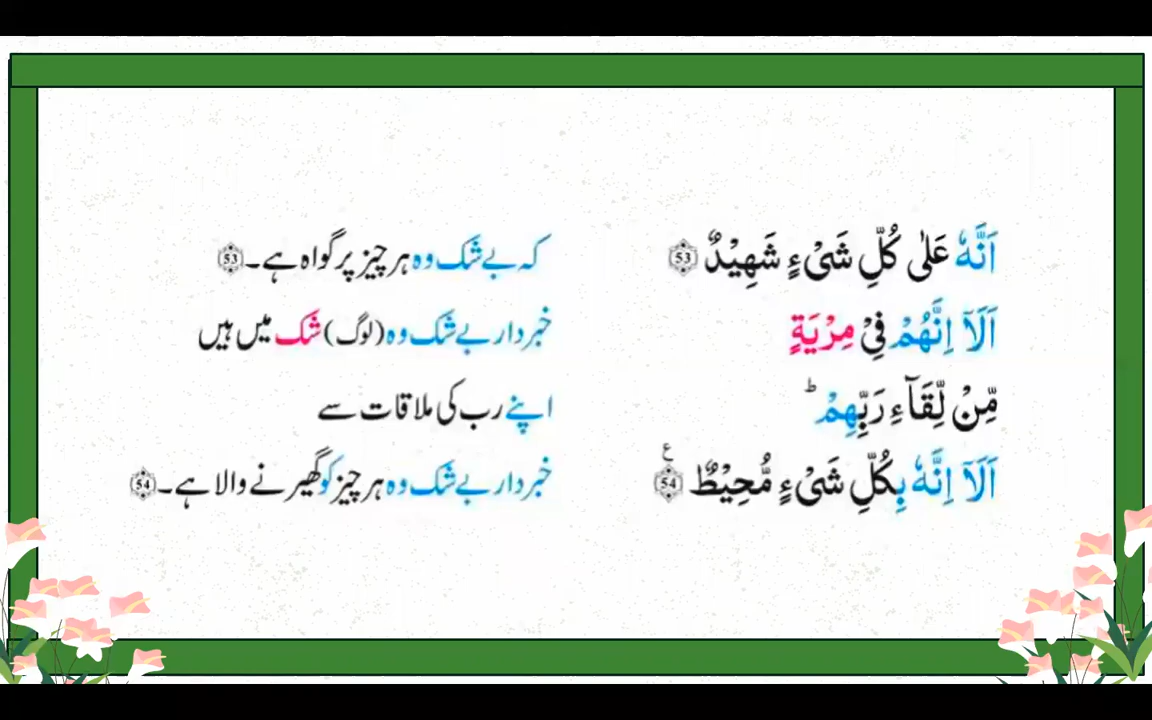 اَنَّهٗ عَلٰى كُلِّ شَیْءٍ شَهِیْدٌ ۝53 کہ بے شک وہ ہر چیز پر گواہ ہے۔ ۝53
اَلَاۤ اِنَّهُمْ فِیْ مِرْیَةٍ خبردار بے شک وہ (لوگ) شک میں ہیں
مِّنْ لِّقَآءِ رَبِّهِمْ ؕ اپنے رب کی ملاقات سے
اَلَاۤ اِنَّهٗ بِكُلِّ شَیْءٍ مُّحِیْطٌ ۝54 ع خبردار بے شک وہ ہر چیز کو گھیرنے والا ہے۔ ۝54